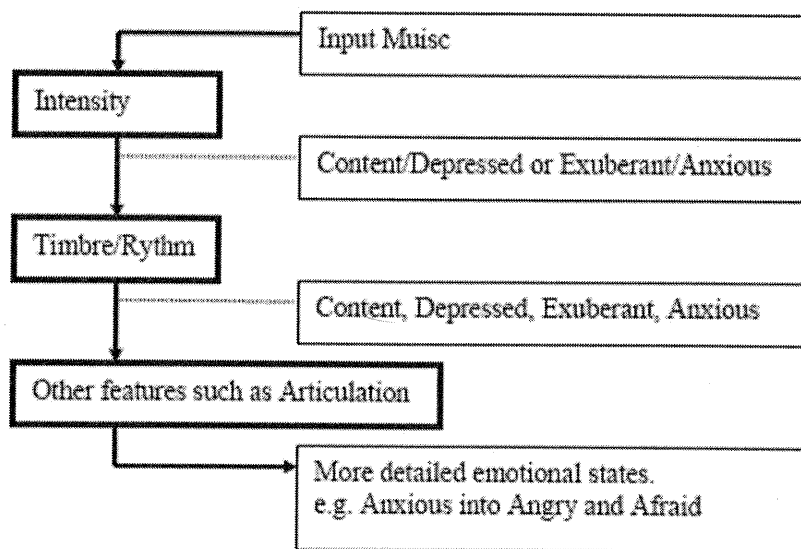 Input Muisc
Intensity
Content/Depressed or Exuberant/Anxious
Timbre/Rythm
Content, Depressed, Exuberant, Anxious
Other features such as Articulation
More detailed emotional states.
e.g. Anxious into Angry and Afraid